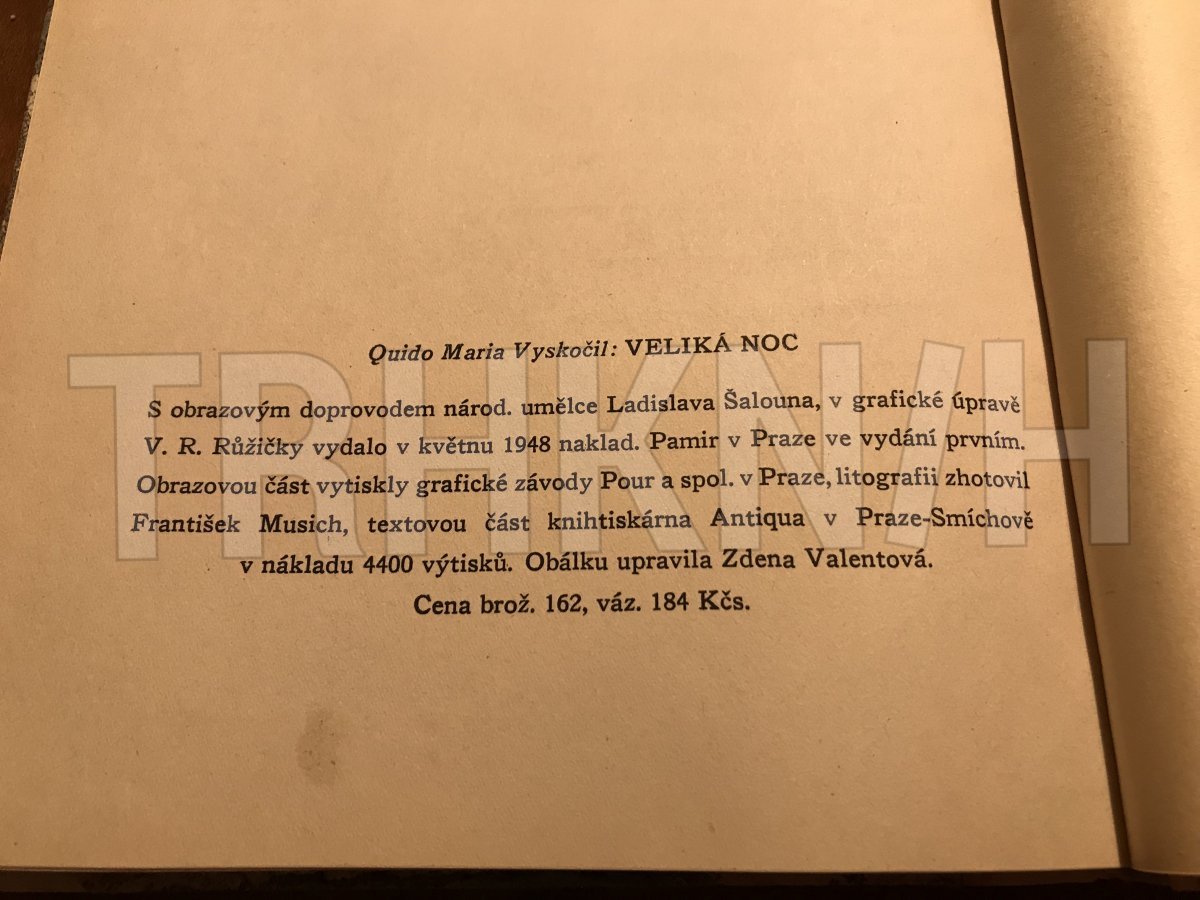 Quido Maria Vyskočil: VELIKÁ NOC
S obrazovým doprovodem národ. umělce Ladislava Šalouna, v grafické úpravě
V. R. Růžičky vydalo v květnu 1948 naklad. Pamir v Praze ve vydání prvním.
Obrazovou část vytiskly grafické závody Pour a spol. v Praze, litografii zhotovil
František Musich, textovou část knihtiskárna Antiqua v Praze-Smíchově
v nákladu 4400 výtisků. Obálku upravila Zdena Valentová.
Cena brož. 162, váz. 184 Kčs.
TRHKNIH